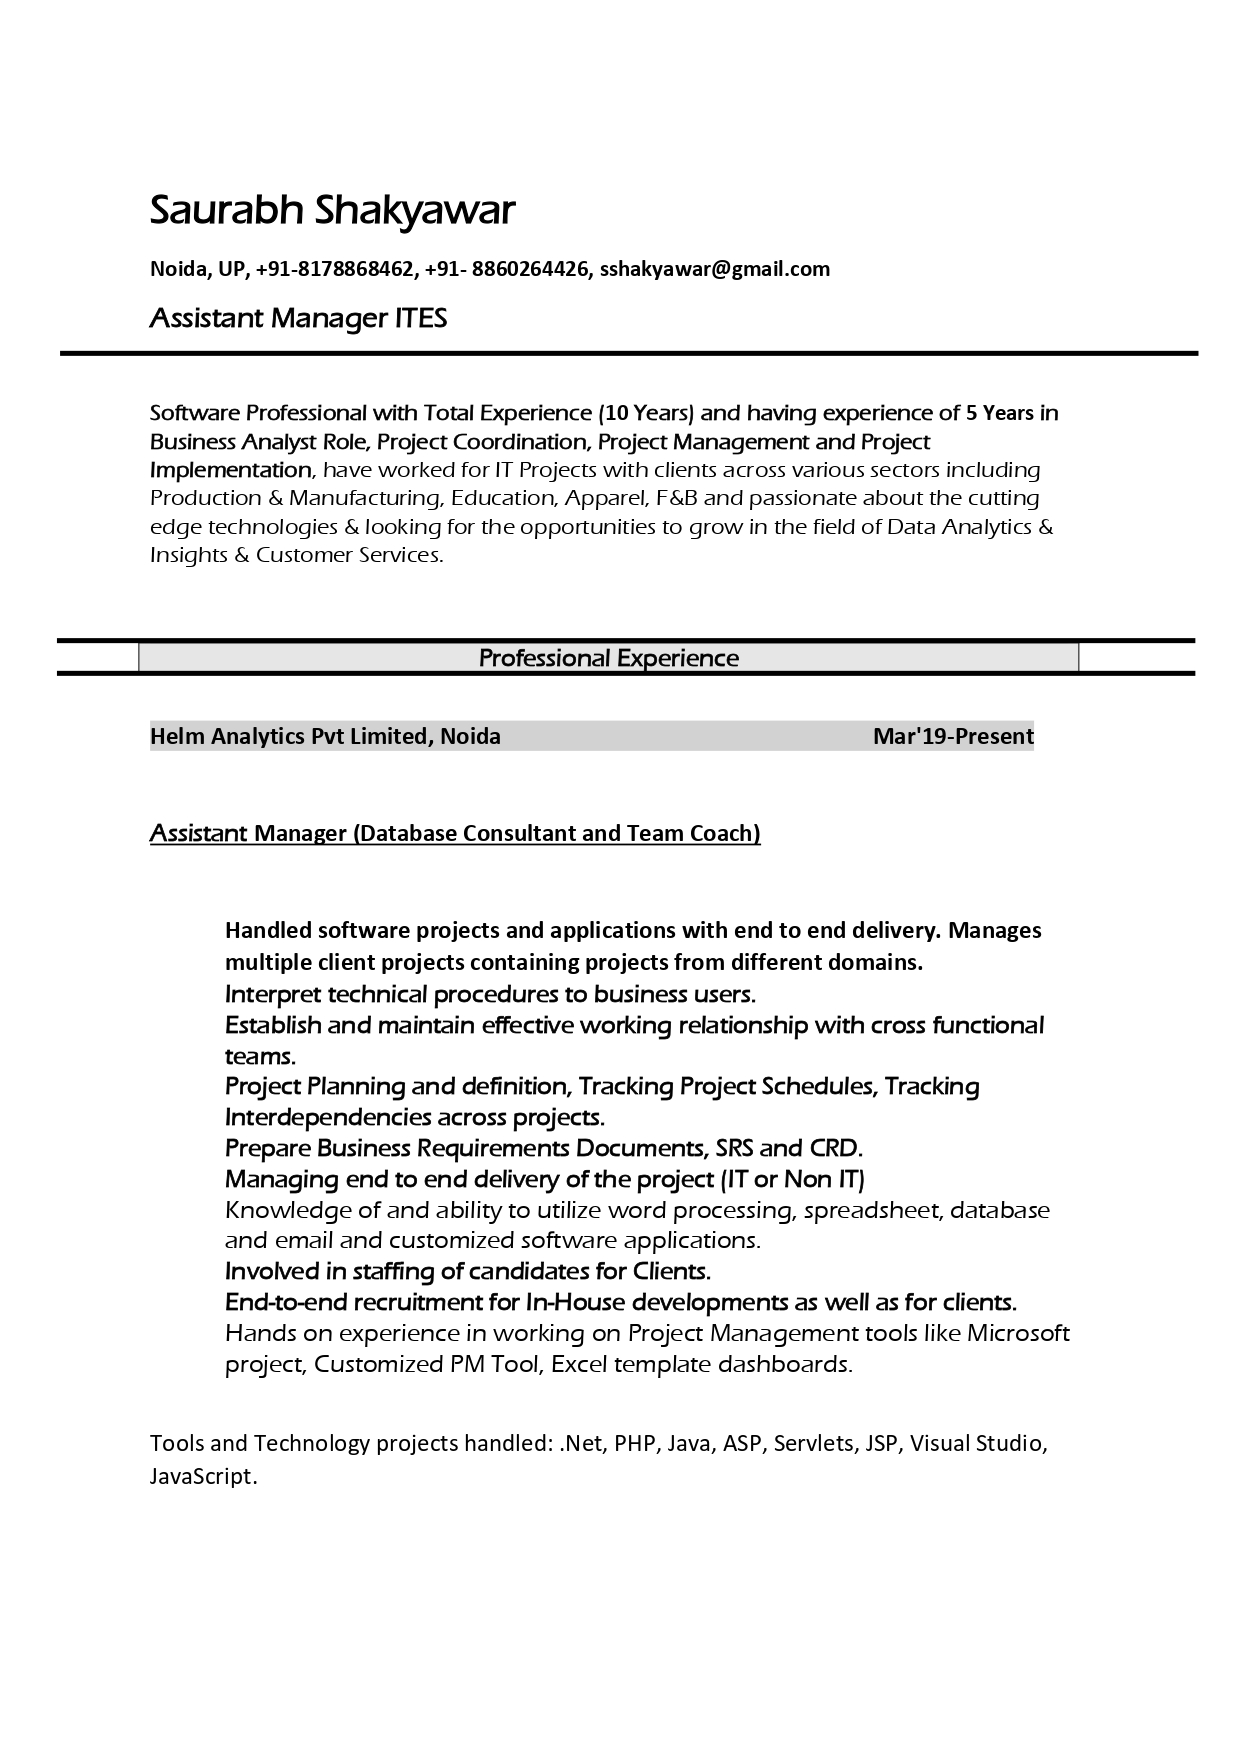 Saurabh Shakyawar
Noida, UP, +91-8178868462, +91- 8860264426, sshakyawar@gmail.com
Assistant Manager ITES
Software Professional with Total Experience (10 Years) and having experience of 5 Years in
Business Analyst Role, Project Coordination, Project Management and Project
Implementation, have worked for IT Projects with clients across various sectors including
Production & Manufacturing, Education, Apparel, F&B and passionate about the cutting
edge technologies & looking for the opportunities to grow in the field of Data Analytics &
Insights & Customer Services.
Professional Experience
Helm Analytics Pvt Limited, Noida Mar'19-Present
Assistant Manager (Database Consultant and Team Coach)
Handled software projects and applications with end to end delivery. Manages
multiple client projects containing projects from different domains.
Interpret technical procedures to business users.
Establish and maintain effective working relationship with cross functional
teams.
Project Planning and definition, Tracking Project Schedules, Tracking
Interdependencies across projects.
Prepare Business Requirements Documents, SRS and CRD.
Managing end to end delivery of the project (IT or Non IT)
Knowledge of and ability to utilize word processing, spreadsheet, database
and email and customized software applications.
Involved in staffing of candidates for Clients.
End-to-end recruitment for In-House developments as well as for clients.
Hands on experience in working on Project Management tools like Microsoft
project, Customized PM Tool, Excel template dashboards.
Tools and Technology projects handled: .Net, PHP, Java, ASP, Servlets, JSP, Visual Studio,
JavaScript.